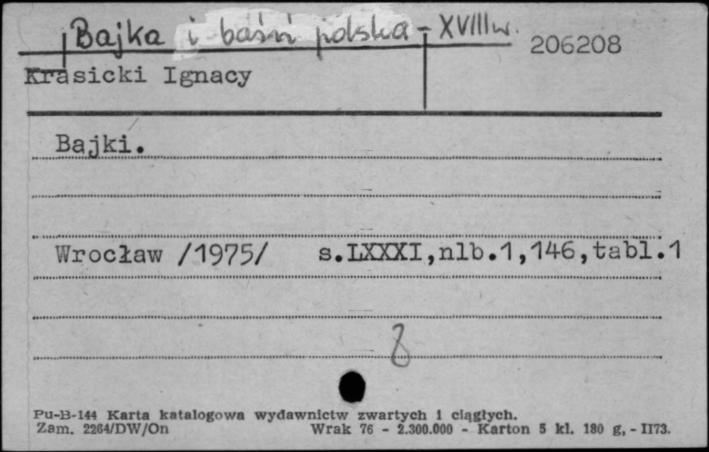 Bajka i baśń polska - XVIII w.
206208
Krasicki Ignacy
Bajki.
Wrocław /1975/ s.LXXXI,nlb.1,146,tabl.1
8
Pu-B-144 Karta katalogowa wydawnictw zwartych i ciągłych.
Zam. 2264/DW/On Wrak 76 - 2.300.000 - Karton 5 kl. 180 g, - II73.